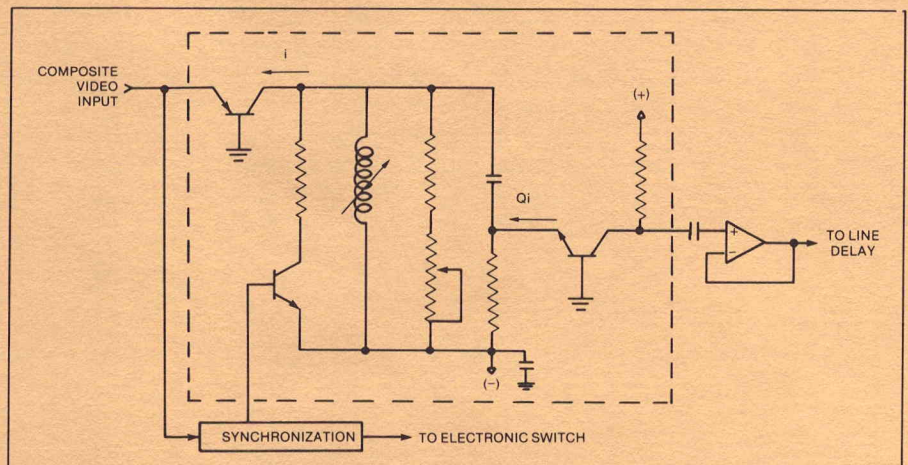 i
COMPOSITE
VIDEO
INPUT
(+)
Qi
+
−
TO LINE
DELAY
(-)
SYNCHRONIZATION
TO ELECTRONIC SWITCH